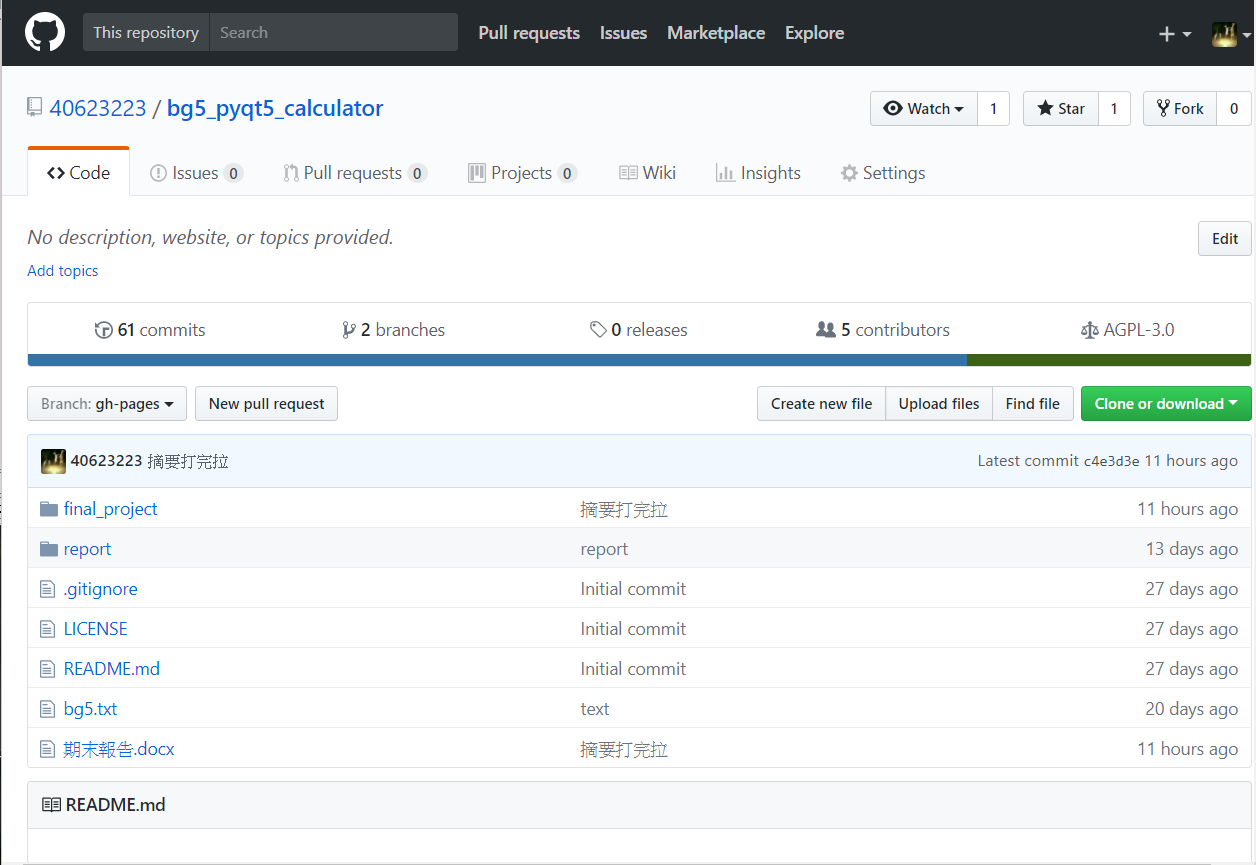 This repository Search Pull requests Issues Marketplace Explore
40623223 / bg5_pyqt5_calculator Watch 1 Star 1 Fork 0
Code Issues 0 Pull requests 0 Projects 0 Wiki Insights Settings
No description, website, or topics provided. Edit
Add topics
61 commits 2 branches 0 releases 5 contributors AGPL-3.0
Branch: gh-pages New pull request Create new file Upload files Find file Clone or download
40623223 摘要打完拉 Latest commit c4e3d3e 11 hours ago
final_project 摘要打完拉 11 hours ago
report report 13 days ago
.gitignore Initial commit 27 days ago
LICENSE Initial commit 27 days ago
README.md Initial commit 27 days ago
bg5.txt text 20 days ago
期末報告.docx 摘要打完拉 11 hours ago
README.md